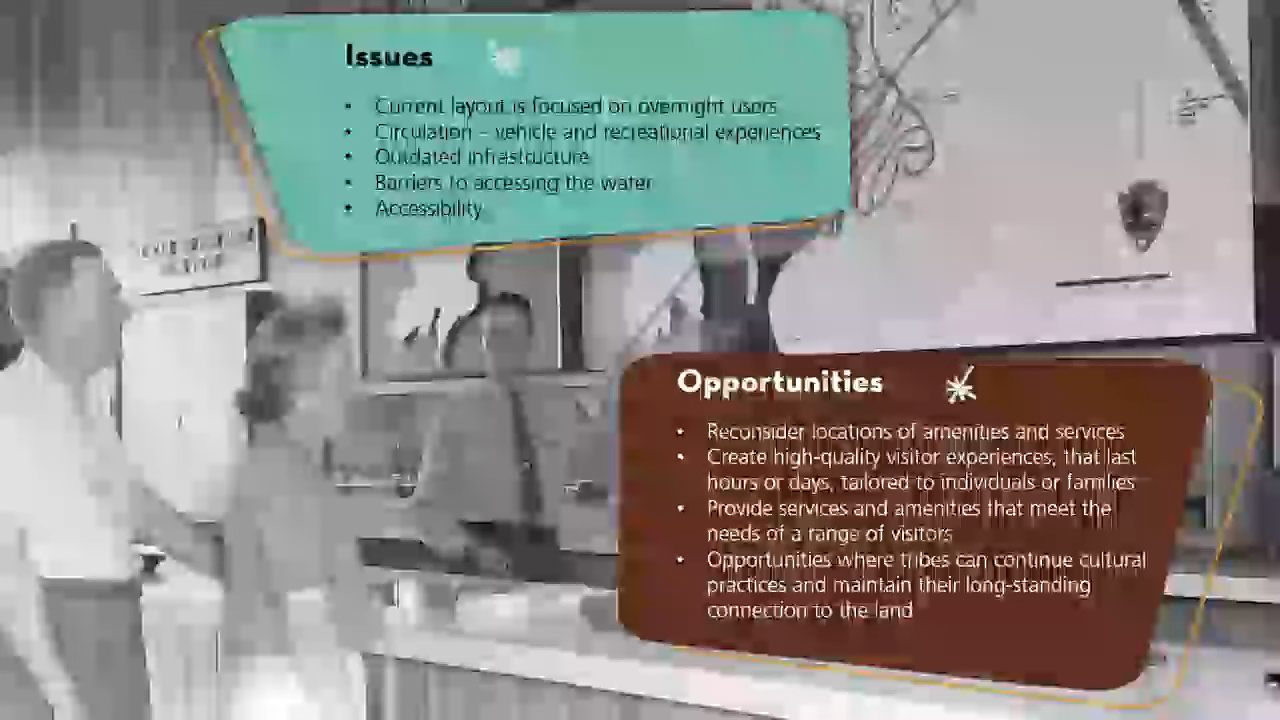 Issues
• Current layout is focused on overnight users
• Circulation – vehicle and recreational experiences
• Outdated infrastructure
• Barriers to accessing the water
• Accessibility
Opportunities
• Reconsider locations of amenities and services
• Create high-quality visitor experiences, that last
hours or days, tailored to individuals or families
• Provide services and amenities that meet the
needs of a range of visitors
• Opportunities where tribes can continue cultural
practices and maintain their long-standing
connection to the land